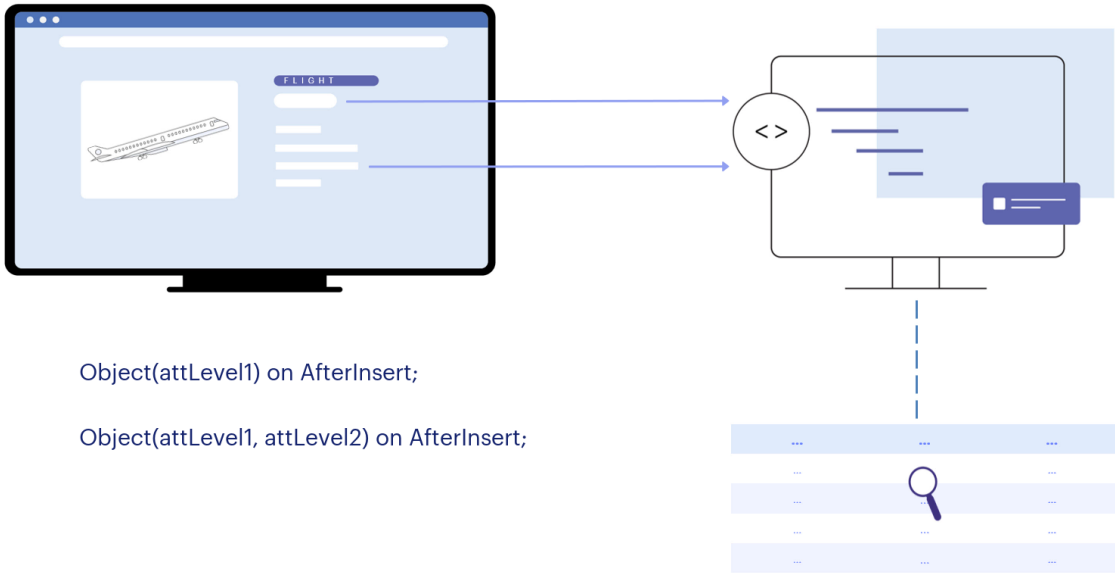 FLIGHT
< >
Object(attLevel1) on AfterInsert;
Object(attLevel1, attLevel2) on AfterInsert;
... ... ...
... ...
... ... ...
... ... ...
... ... ...